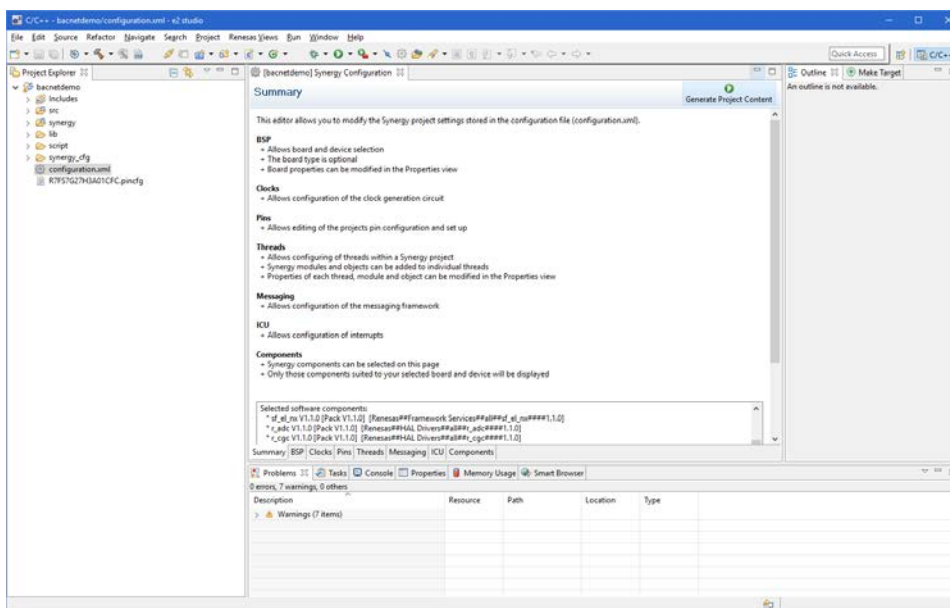 C/C++ - bacnetdemo/configuration.xml - e2 studio
File Edit Source Refactor Navigate Search Project Renesas Views Run Window Help
Quick Access
C/C++
Project Explorer
bacnetdemo
Includes
src
synergy
lib
script
synergy_cfg
configuration.xml
R7FS7G27H3A01CFC.pincfg
[bacnetdemo] Synergy Configuration
Summary
Generate Project Content
This editor allows you to modify the Synergy project settings stored in the configuration file (configuration.xml).
BSP
+ Allows board and device selection
+ The board type is optional
+ Board properties can be modified in the Properties view
Clocks
+ Allows configuration of the clock generation circuit
Pins
+ Allows editing of the projects pin configuration and set up
Threads
+ Allows configuring of threads within a Synergy project
+ Synergy modules and objects can be added to individual threads
+ Properties of each thread, module and object can be modified in the Properties view
Messaging
+ Allows configuration of the messaging framework
ICU
+ Allows configuration of interrupts
Components
+ Synergy components can be selected on this page
+ Only those components suited to your selected board and device will be displayed
Selected software components:
* sf_el_nx V1.1.0 [Pack V1.1.0] [Renesas##Framework Services##all##sf_el_nx####1.1.0]
* r_adc V1.1.0 [Pack V1.1.0] [Renesas##HAL Drivers##all##r_adc####1.1.0]
* r_cgc V1.1.0 [Pack V1.1.0] [Renesas##HAL Drivers##all##r_cgc####1.1.0]
Summary BSP Clocks Pins Threads Messaging ICU Components
Outline Make Target
An outline is not available.
Problems Tasks Console Properties Memory Usage Smart Browser
0 errors, 7 warnings, 0 others
Description Resource Path Location Type
Warnings (7 items)